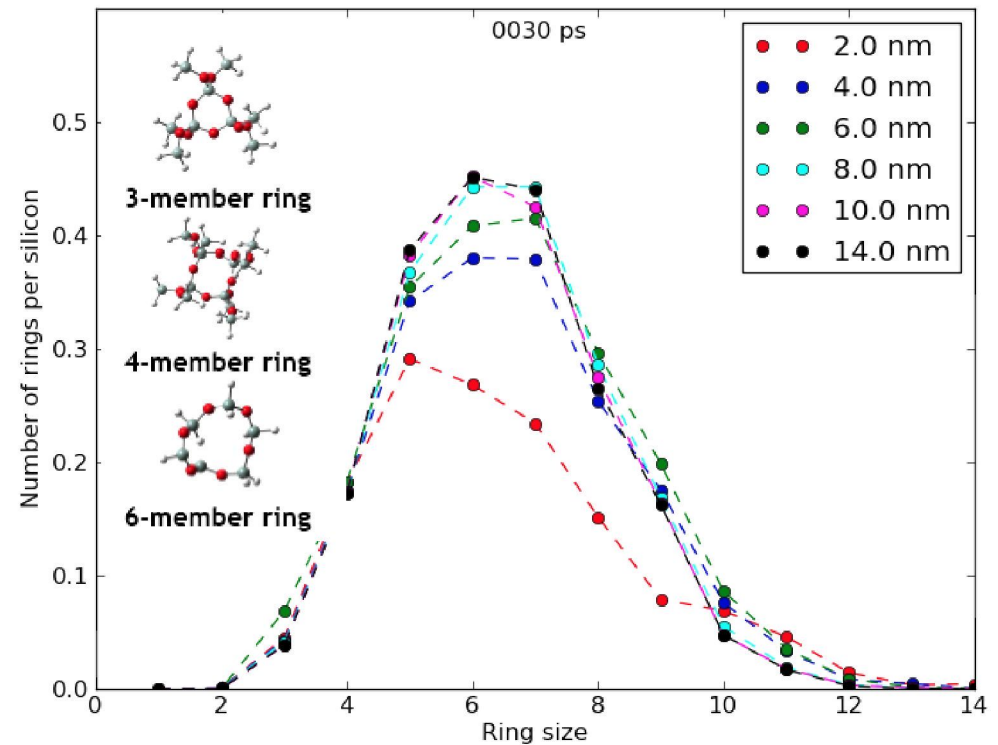 0030 ps
2.0 nm
4.0 nm
6.0 nm
8.0 nm
10.0 nm
14.0 nm
3-member ring
4-member ring
6-member ring
Number of rings per silicon
0.5
0.4
0.3
0.2
0.1
0.0
0 2 4 6 8 10 12 14
Ring size